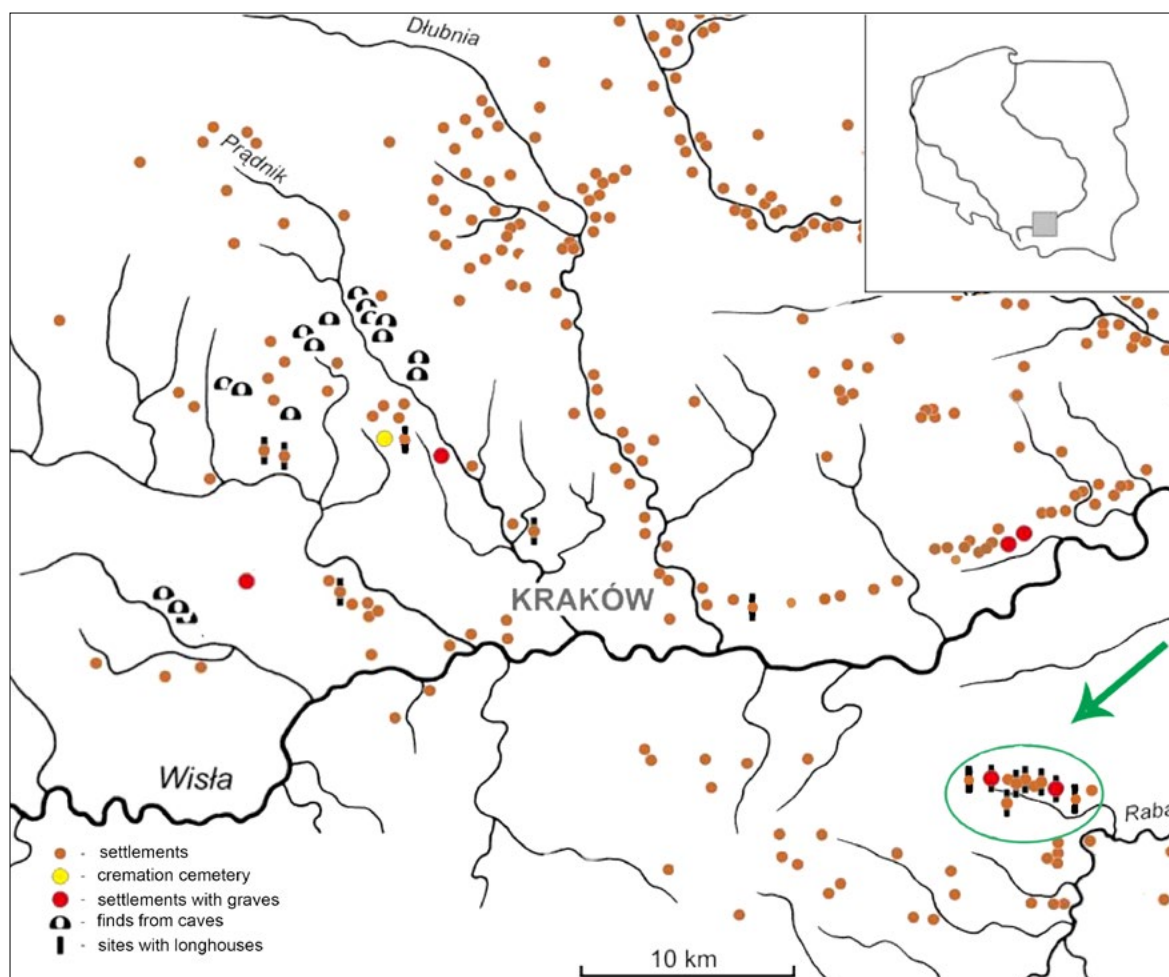 Dłubnia
Prądnik
KRAKÓW
Wisła
Raba
- settlements
- cremation cemetery
- settlements with graves
- finds from caves
- sites with longhouses
10 km